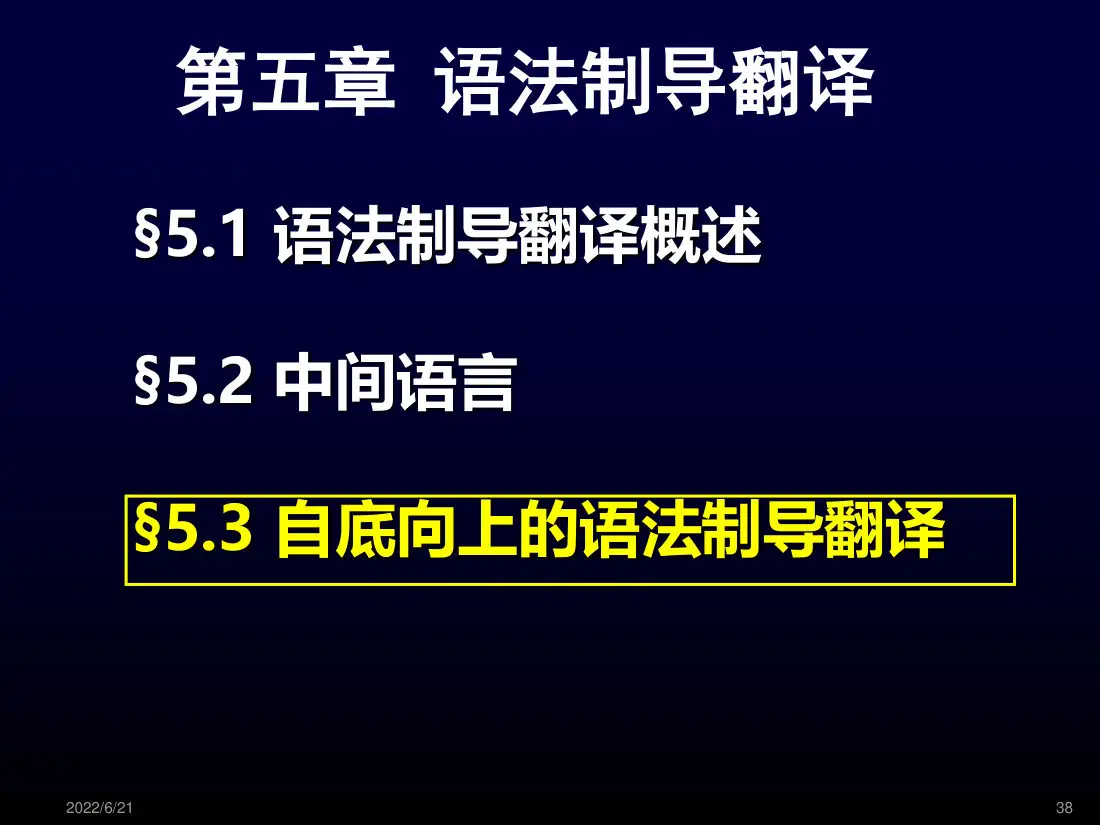 第五章 语法制导翻译
§5.1 语法制导翻译概述
§5.2 中间语言
§5.3 自底向上的语法制导翻译
2022/6/21
38